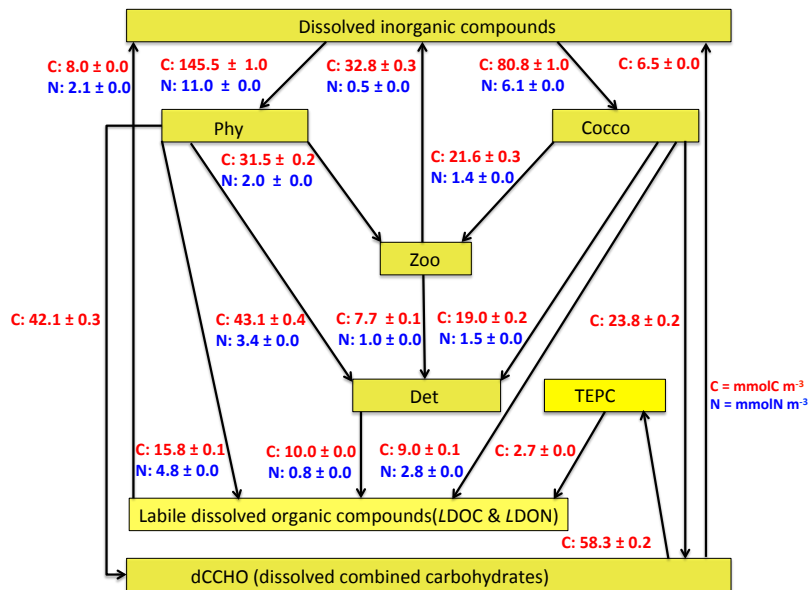 Dissolved inorganic compounds
C: 8.0 ± 0.0
N: 2.1 ± 0.0
C: 145.5 ± 1.0
N: 11.0 ± 0.0
C: 32.8 ± 0.3
N: 0.5 ± 0.0
C: 80.8 ± 1.0
N: 6.1 ± 0.0
C: 6.5 ± 0.0
Phy
Cocco
C: 31.5 ± 0.2
N: 2.0 ± 0.0
C: 21.6 ± 0.3
N: 1.4 ± 0.0
Zoo
C: 42.1 ± 0.3
C: 43.1 ± 0.4
N: 3.4 ± 0.0
C: 7.7 ± 0.1
N: 1.0 ± 0.0
C: 19.0 ± 0.2
N: 1.5 ± 0.0
C: 23.8 ± 0.2
Det
TEPC
C = mmolC m⁻³
N = mmolN m⁻³
C: 15.8 ± 0.1
N: 4.8 ± 0.0
C: 10.0 ± 0.0
N: 0.8 ± 0.0
C: 9.0 ± 0.1
N: 2.8 ± 0.0
C: 2.7 ± 0.0
Labile dissolved organic compounds(LDOC & LDON)
C: 58.3 ± 0.2
dCCHO (dissolved combined carbohydrates)